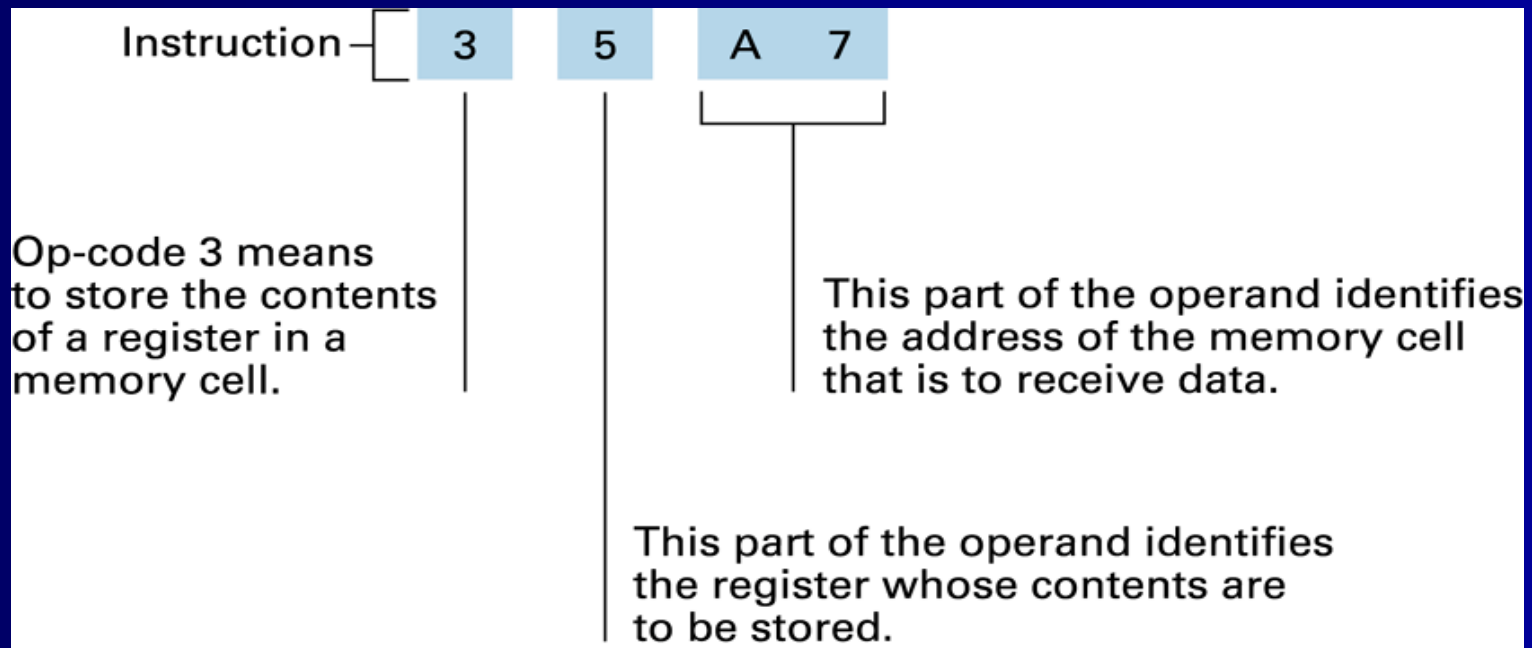 Instruction 3 5 A 7
Op-code 3 means
to store the contents
of a register in a
memory cell.
This part of the operand identifies
the address of the memory cell
that is to receive data.
This part of the operand identifies
the register whose contents are
to be stored.